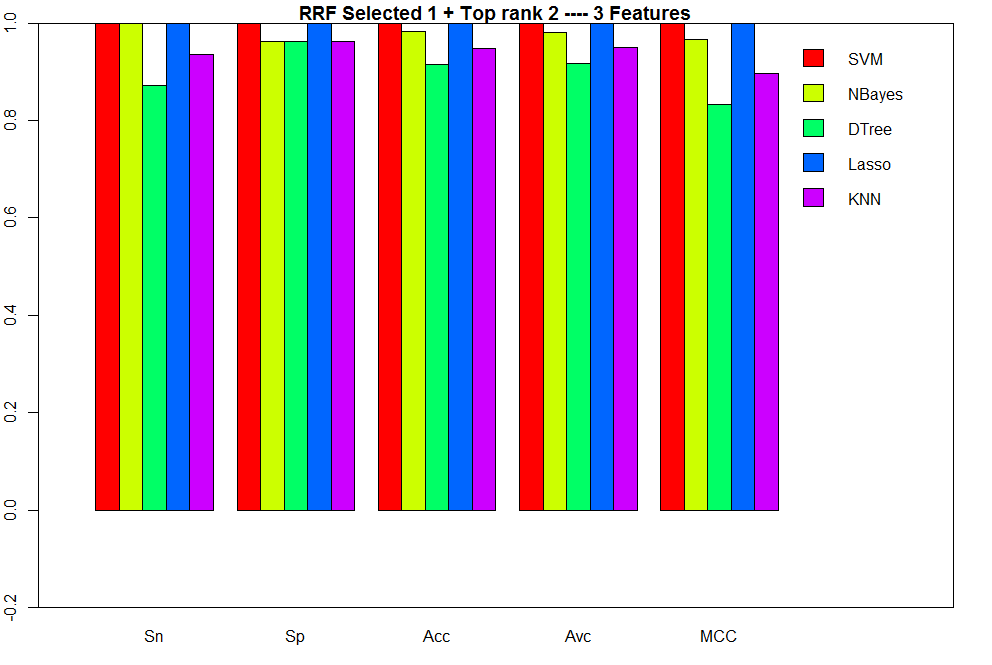 RRF Selected 1 + Top rank 2 ---- 3 Features
1.0
0.8
0.6
0.4
0.2
0.0
-0.2
SVM
NBayes
DTree
Lasso
KNN
Sn Sp Acc Avc MCC